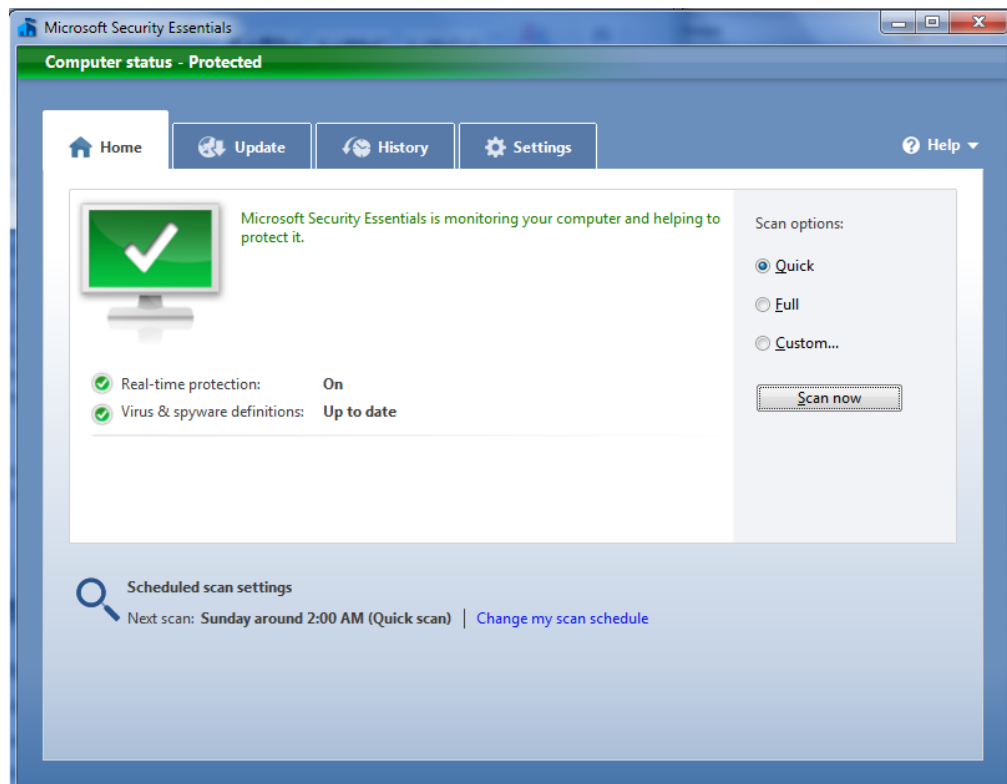 Microsoft Security Essentials
Computer status - Protected
Home
Update
History
Settings
Help
Microsoft Security Essentials is monitoring your computer and helping to
protect it.
Scan options:
Quick
Full
Custom...
Scan now
Real-time protection: On
Virus & spyware definitions: Up to date
Scheduled scan settings
Next scan: Sunday around 2:00 AM (Quick scan) | Change my scan schedule